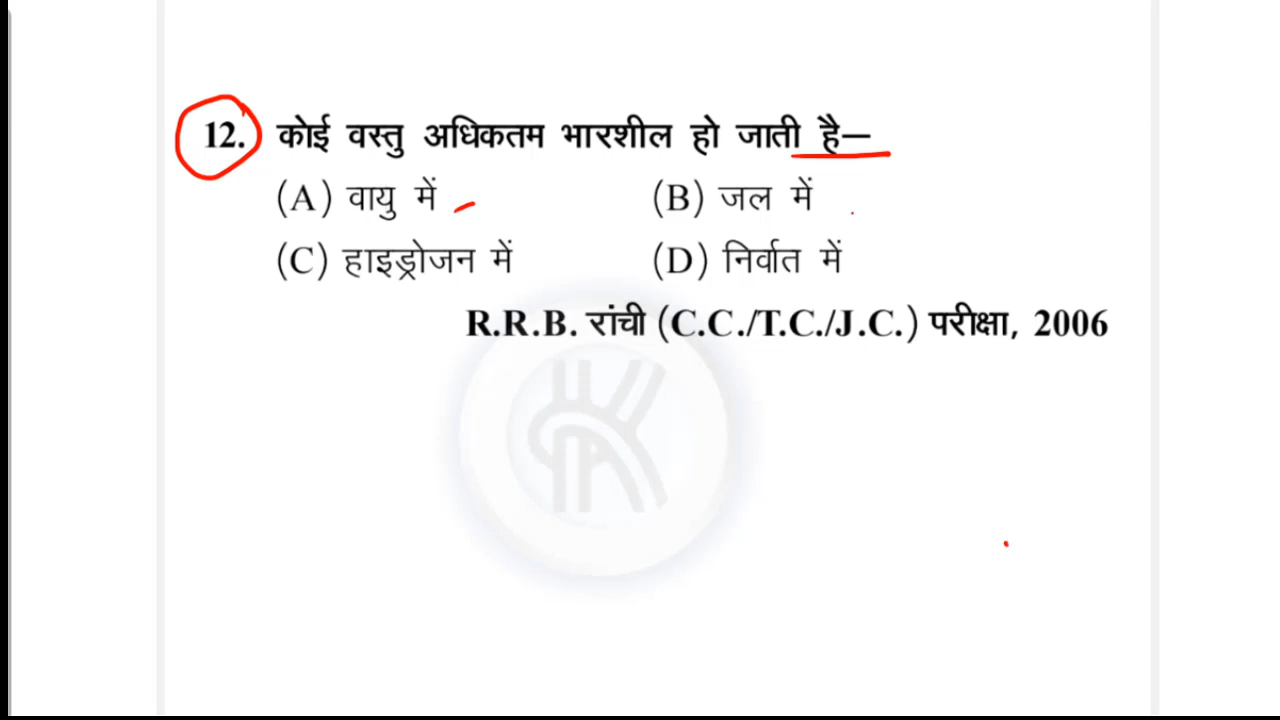 12. कोई वस्तु अधिकतम भारशील हो जाती है—
(A) वायु में (B) जल में
(C) हाइड्रोजन में (D) निर्वात में
R.R.B. रांची (C.C./T.C./J.C.) परीक्षा, 2006